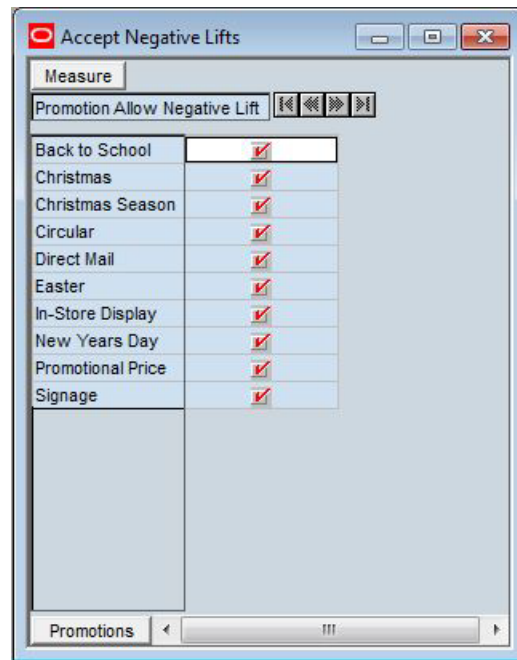 Accept Negative Lifts
Measure
Promotion Allow Negative Lift
Back to School
Christmas
Christmas Season
Circular
Direct Mail
Easter
In-Store Display
New Years Day
Promotional Price
Signage
Promotions